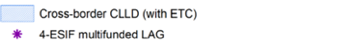 Cross-border CLLD (with ETC)
4-ESIF multifunded LAG